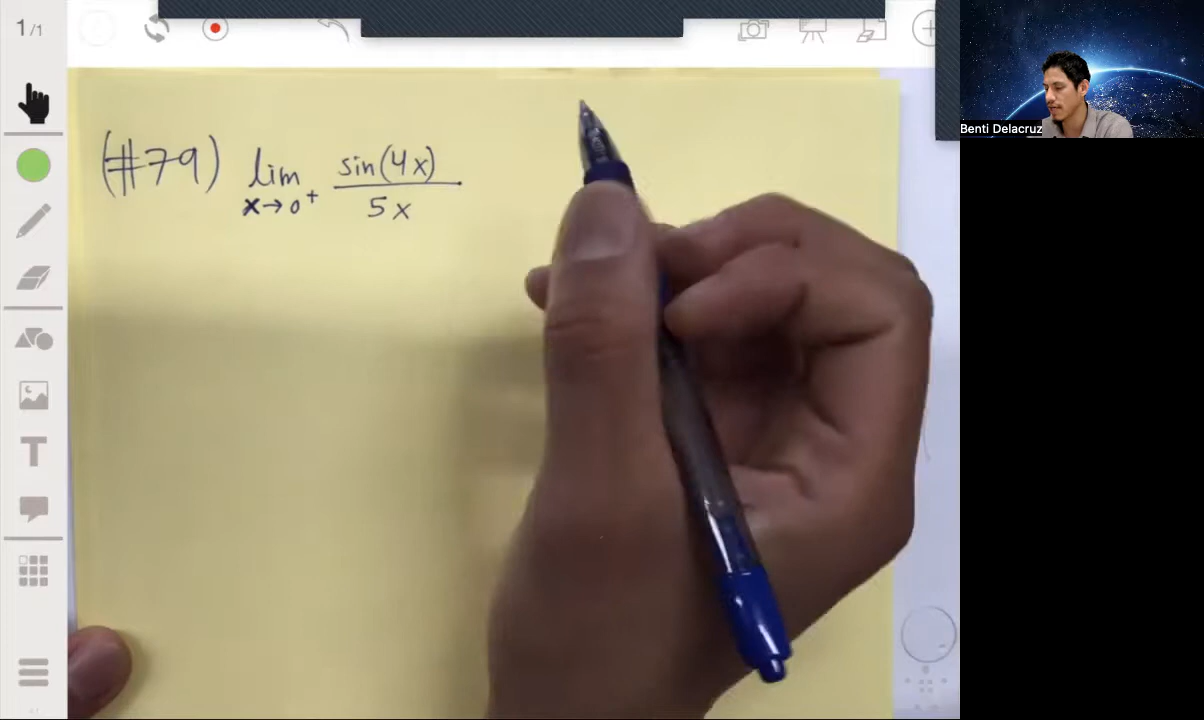 1/1
(#79) lim x→0⁺ sin(4x) / 5x
T
Benti Delacruz